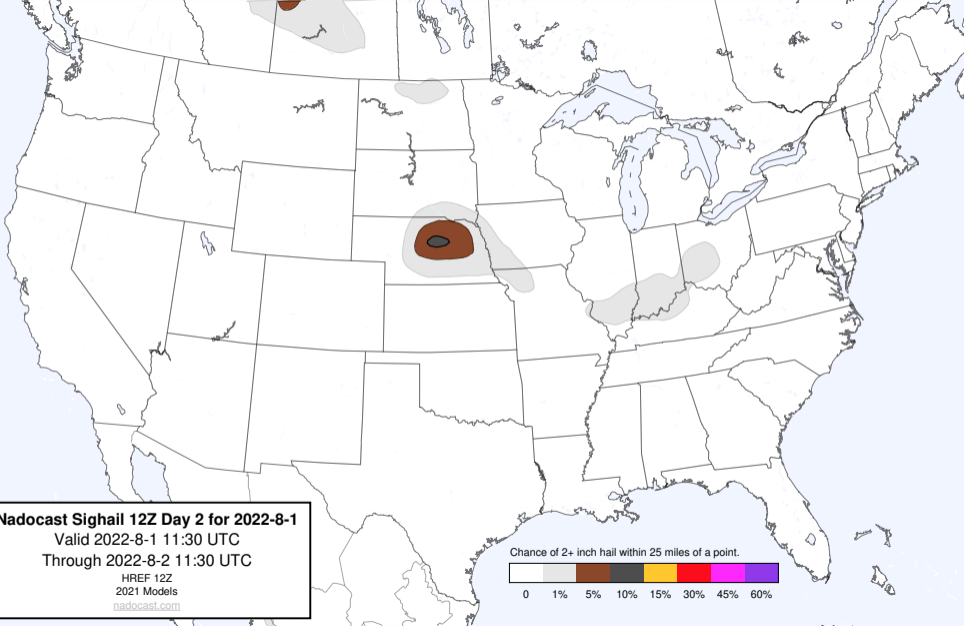 Nadocast Sighail 12Z Day 2 for 2022-8-1
Valid 2022-8-1 11:30 UTC
Through 2022-8-2 11:30 UTC
HREF 12Z
2021 Models
nadocast.com
Chance of 2+ inch hail within 25 miles of a point.
0 1% 5% 10% 15% 30% 45% 60%